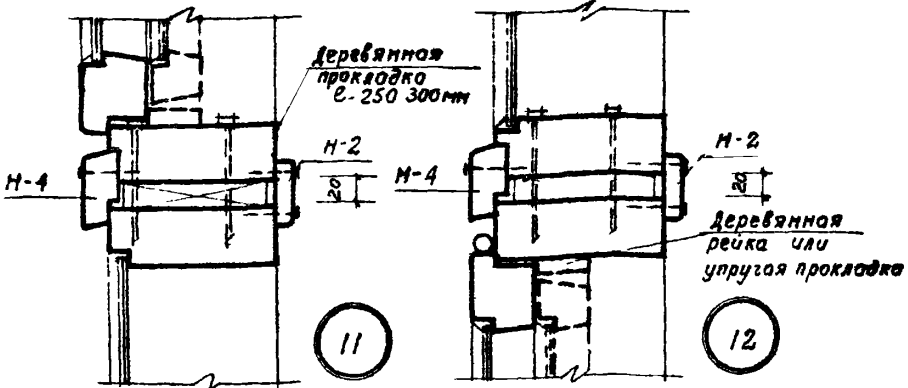 Деревянная
прокладка
ℓ-250 300мм
Н-2
Н-4
20
11
Н-2
Н-4
20
Деревянная
рейка или
упругая прокладка
12